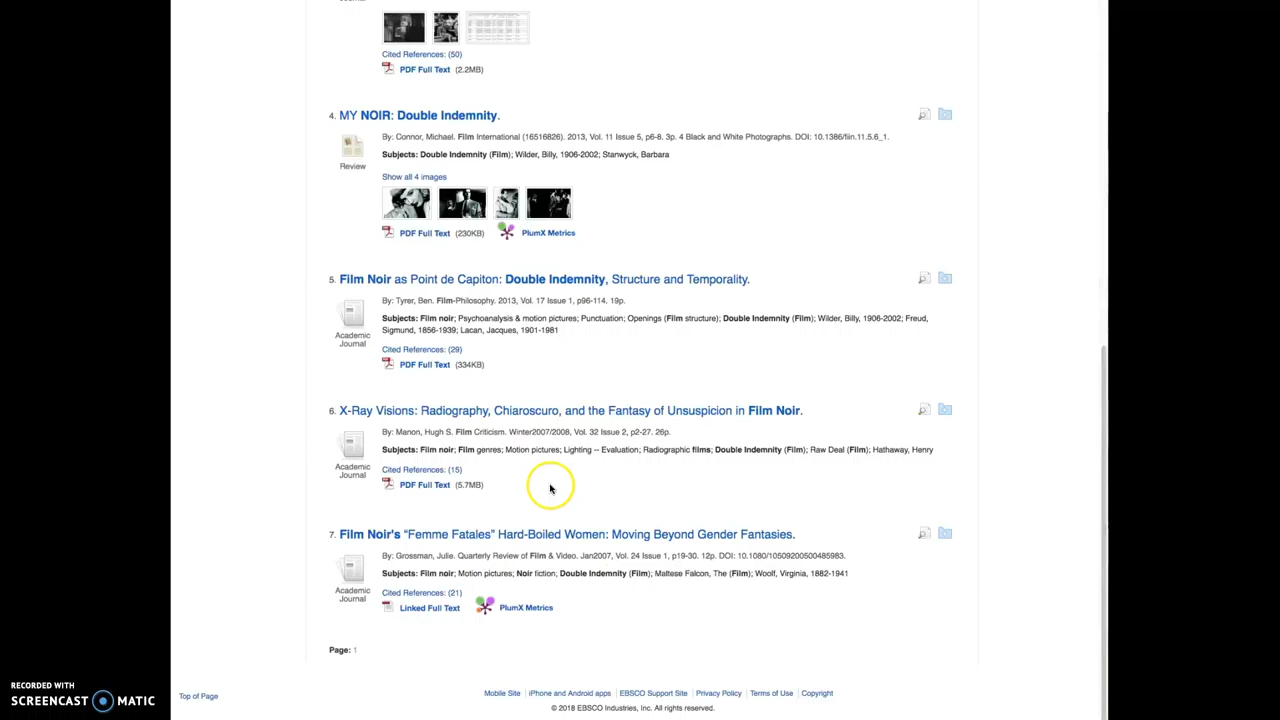 Cited References: (50)
PDF Full Text (2.2MB)
4. MY NOIR: Double Indemnity.
By: Connor, Michael. Film International (16516826). 2013, Vol. 11 Issue 5, p6-8. 3p. 4 Black and White Photographs. DOI: 10.1386/fiin.11.5.6_1.
Review
Subjects: Double Indemnity (Film); Wilder, Billy, 1906-2002; Stanwyck, Barbara
Show all 4 images
PDF Full Text (230KB) PlumX Metrics
5. Film Noir as Point de Capiton: Double Indemnity, Structure and Temporality.
By: Tyrer, Ben. Film-Philosophy. 2013, Vol. 17 Issue 1, p96-114. 19p.
Academic
Journal
Subjects: Film noir; Psychoanalysis & motion pictures; Punctuation; Openings (Film structure); Double Indemnity (Film); Wilder, Billy, 1906-2002; Freud,
Sigmund, 1856-1939; Lacan, Jacques, 1901-1981
Cited References: (29)
PDF Full Text (334KB)
6. X-Ray Visions: Radiography, Chiaroscuro, and the Fantasy of Unsuspicion in Film Noir.
By: Manon, Hugh S. Film Criticism. Winter2007/2008, Vol. 32 Issue 2, p2-27. 26p.
Academic
Journal
Subjects: Film noir; Film genres; Motion pictures; Lighting -- Evaluation; Radiographic films; Double Indemnity (Film); Raw Deal (Film); Hathaway, Henry
Cited References: (15)
PDF Full Text (5.7MB)
7. Film Noir's "Femme Fatales" Hard-Boiled Women: Moving Beyond Gender Fantasies.
By: Grossman, Julie. Quarterly Review of Film & Video. Jan2007, Vol. 24 Issue 1, p19-30. 12p. DOI: 10.1080/10509200500485983.
Academic
Journal
Subjects: Film noir; Motion pictures; Noir fiction; Double Indemnity (Film); Maltese Falcon, The (Film); Woolf, Virginia, 1882-1941
Cited References: (21)
Linked Full Text PlumX Metrics
Page: 1
Top of Page
Mobile Site | iPhone and Android apps | EBSCO Support Site | Privacy Policy | Terms of Use | Copyright
© 2018 EBSCO Industries, Inc. All rights reserved.
RECORDED WITH
SCREENCAST MATIC